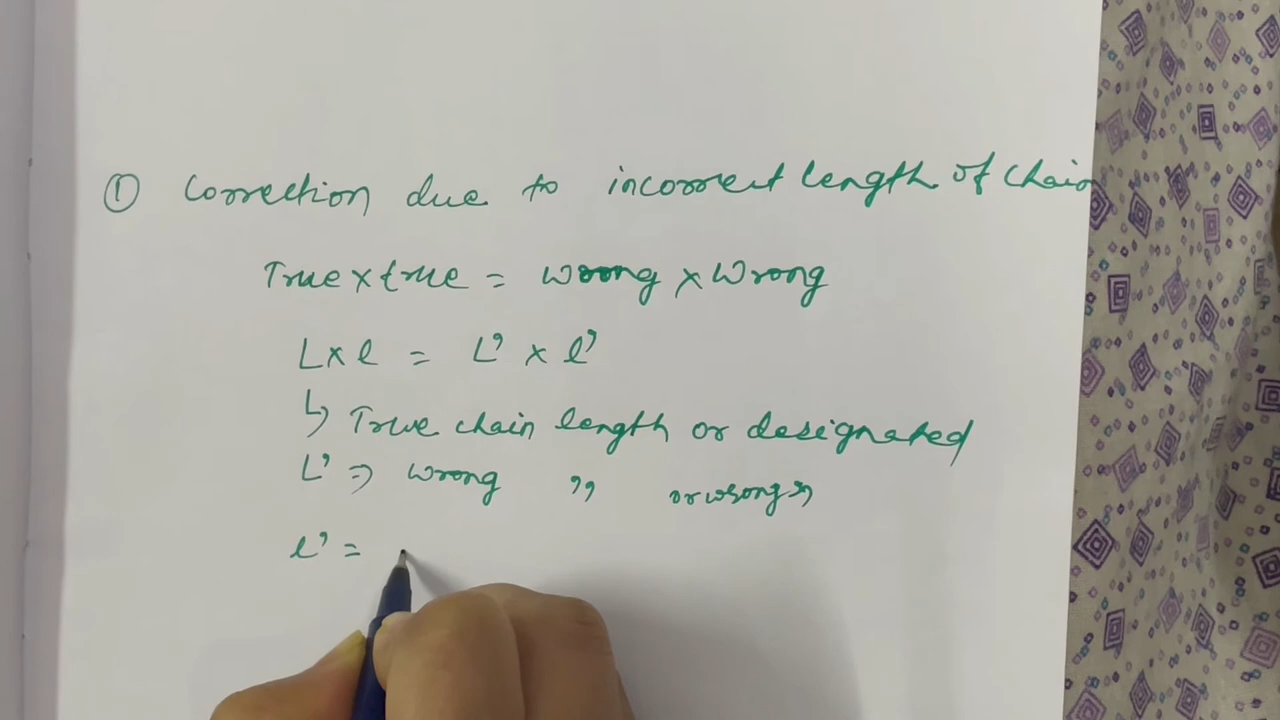 ① Correction due to incorrect length of chain
True x true = wrong x Wrong
L x l = L' x l'
↳ True chain length or designated
L' => wrong ,, or wrong ,,
l' =